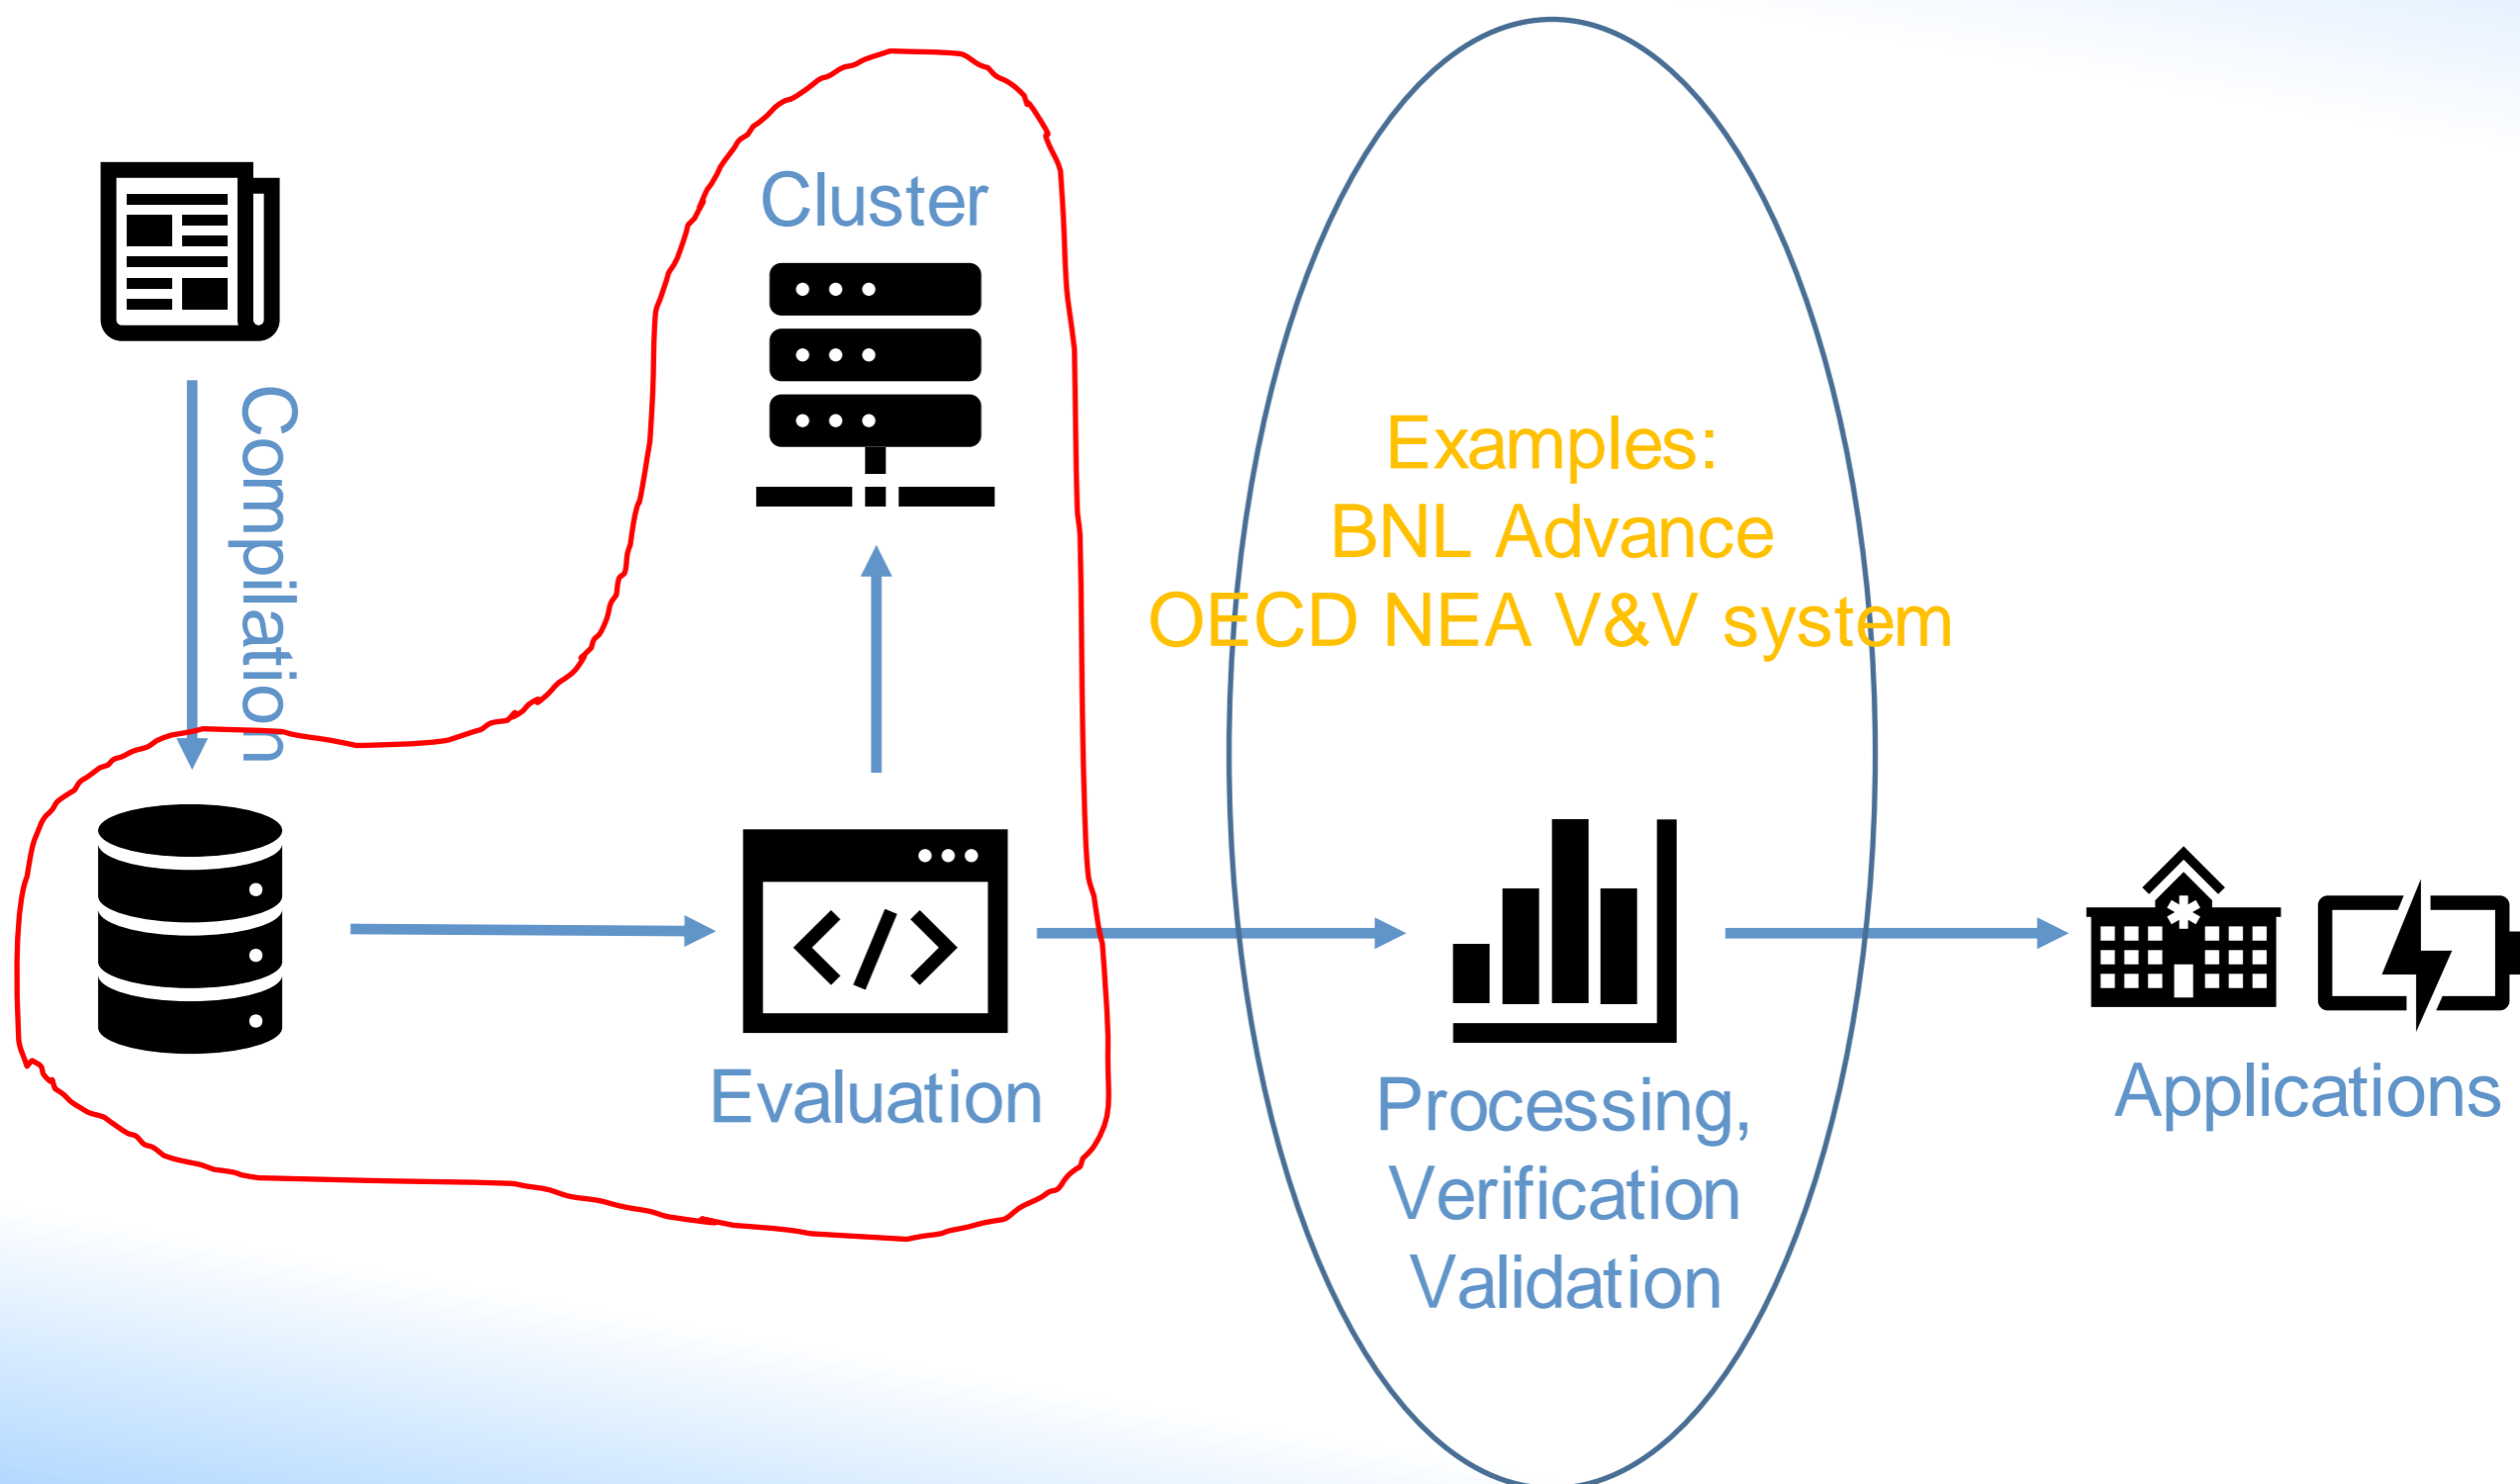 Cluster
Compilation
Examples:
BNL Advance
OECD NEA V&V system
</>
Evaluation
Processing,
Verification
Validation
Applications